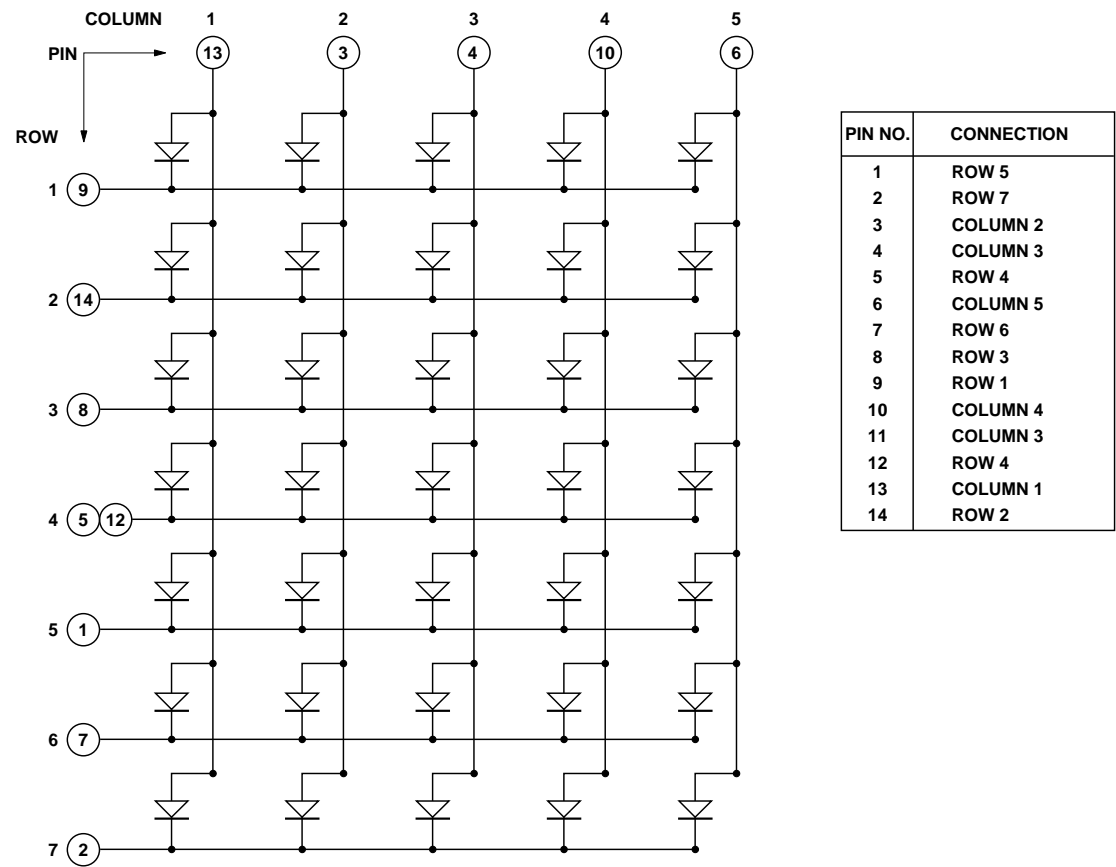 COLUMN 1 2 3 4 5
PIN 13 3 4 10 6
ROW
1 9
2 14
3 8
4 5 12
5 1
6 7
7 2
PIN NO. CONNECTION
1 ROW 5
2 ROW 7
3 COLUMN 2
4 COLUMN 3
5 ROW 4
6 COLUMN 5
7 ROW 6
8 ROW 3
9 ROW 1
10 COLUMN 4
11 COLUMN 3
12 ROW 4
13 COLUMN 1
14 ROW 2